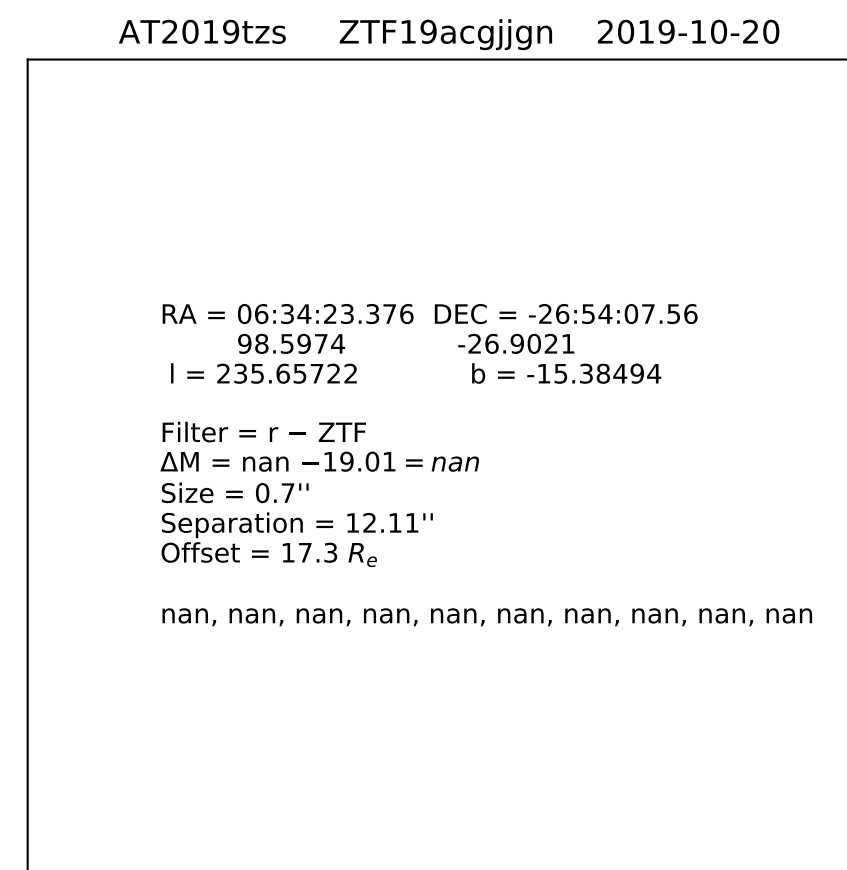 AT2019tzs ZTF19acgjjgn 2019-10-20
RA = 06:34:23.376 DEC = -26:54:07.56
98.5974 -26.9021
l = 235.65722 b = -15.38494
Filter = r − ZTF
ΔM = nan −19.01 = nan
Size = 0.7''
Separation = 12.11''
Offset = 17.3 Re
nan, nan, nan, nan, nan, nan, nan, nan, nan, nan